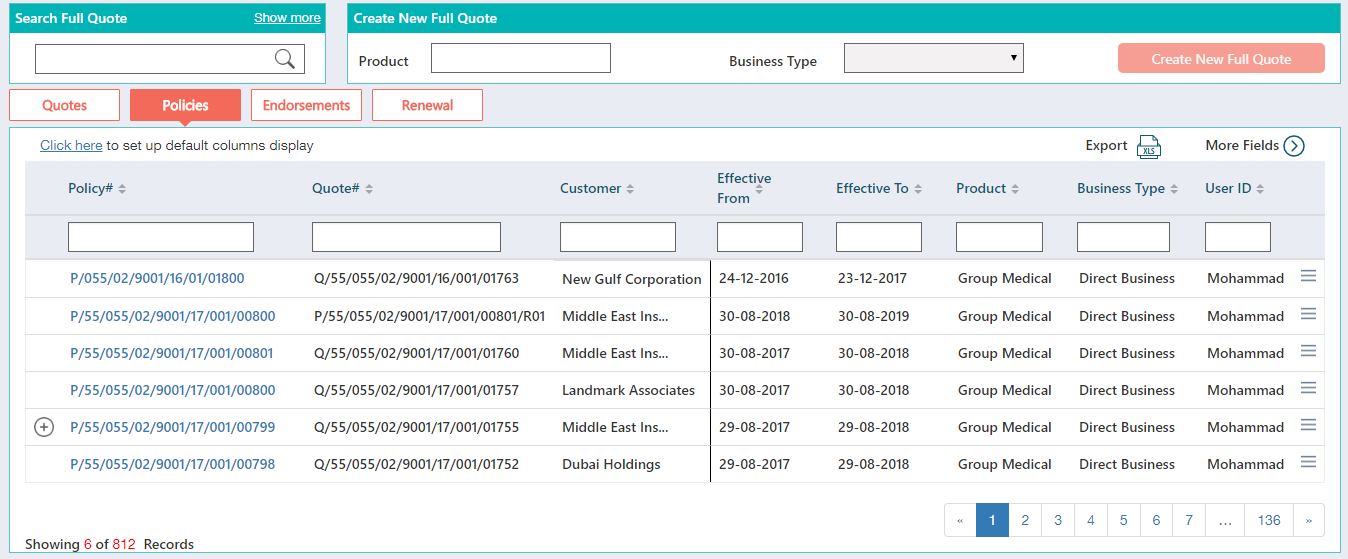 Search Full Quote Show more
Create New Full Quote
Product
Business Type
Create New Full Quote
Quotes Policies Endorsements Renewal
Click here to set up default columns display
Export XLS More Fields
Policy# Quote# Customer Effective From Effective To Product Business Type User ID
P/055/02/9001/16/01/01800 Q/55/055/02/9001/16/001/01763 New Gulf Corporation 24-12-2016 23-12-2017 Group Medical Direct Business Mohammad
P/55/055/02/9001/17/001/00800 P/55/055/02/9001/17/001/00801/R01 Middle East Ins... 30-08-2018 30-08-2019 Group Medical Direct Business Mohammad
P/55/055/02/9001/17/001/00801 Q/55/055/02/9001/17/001/01760 Middle East Ins... 30-08-2017 30-08-2018 Group Medical Direct Business Mohammad
P/55/055/02/9001/17/001/00800 Q/55/055/02/9001/17/001/01757 Landmark Associates 30-08-2017 30-08-2018 Group Medical Direct Business Mohammad
P/55/055/02/9001/17/001/00799 Q/55/055/02/9001/17/001/01755 Middle East Ins... 29-08-2017 29-08-2018 Group Medical Direct Business Mohammad
P/55/055/02/9001/17/001/00798 Q/55/055/02/9001/17/001/01752 Dubai Holdings 29-08-2017 29-08-2018 Group Medical Direct Business Mohammad
« 1 2 3 4 5 6 7 ... 136 »
Showing 6 of 812 Records